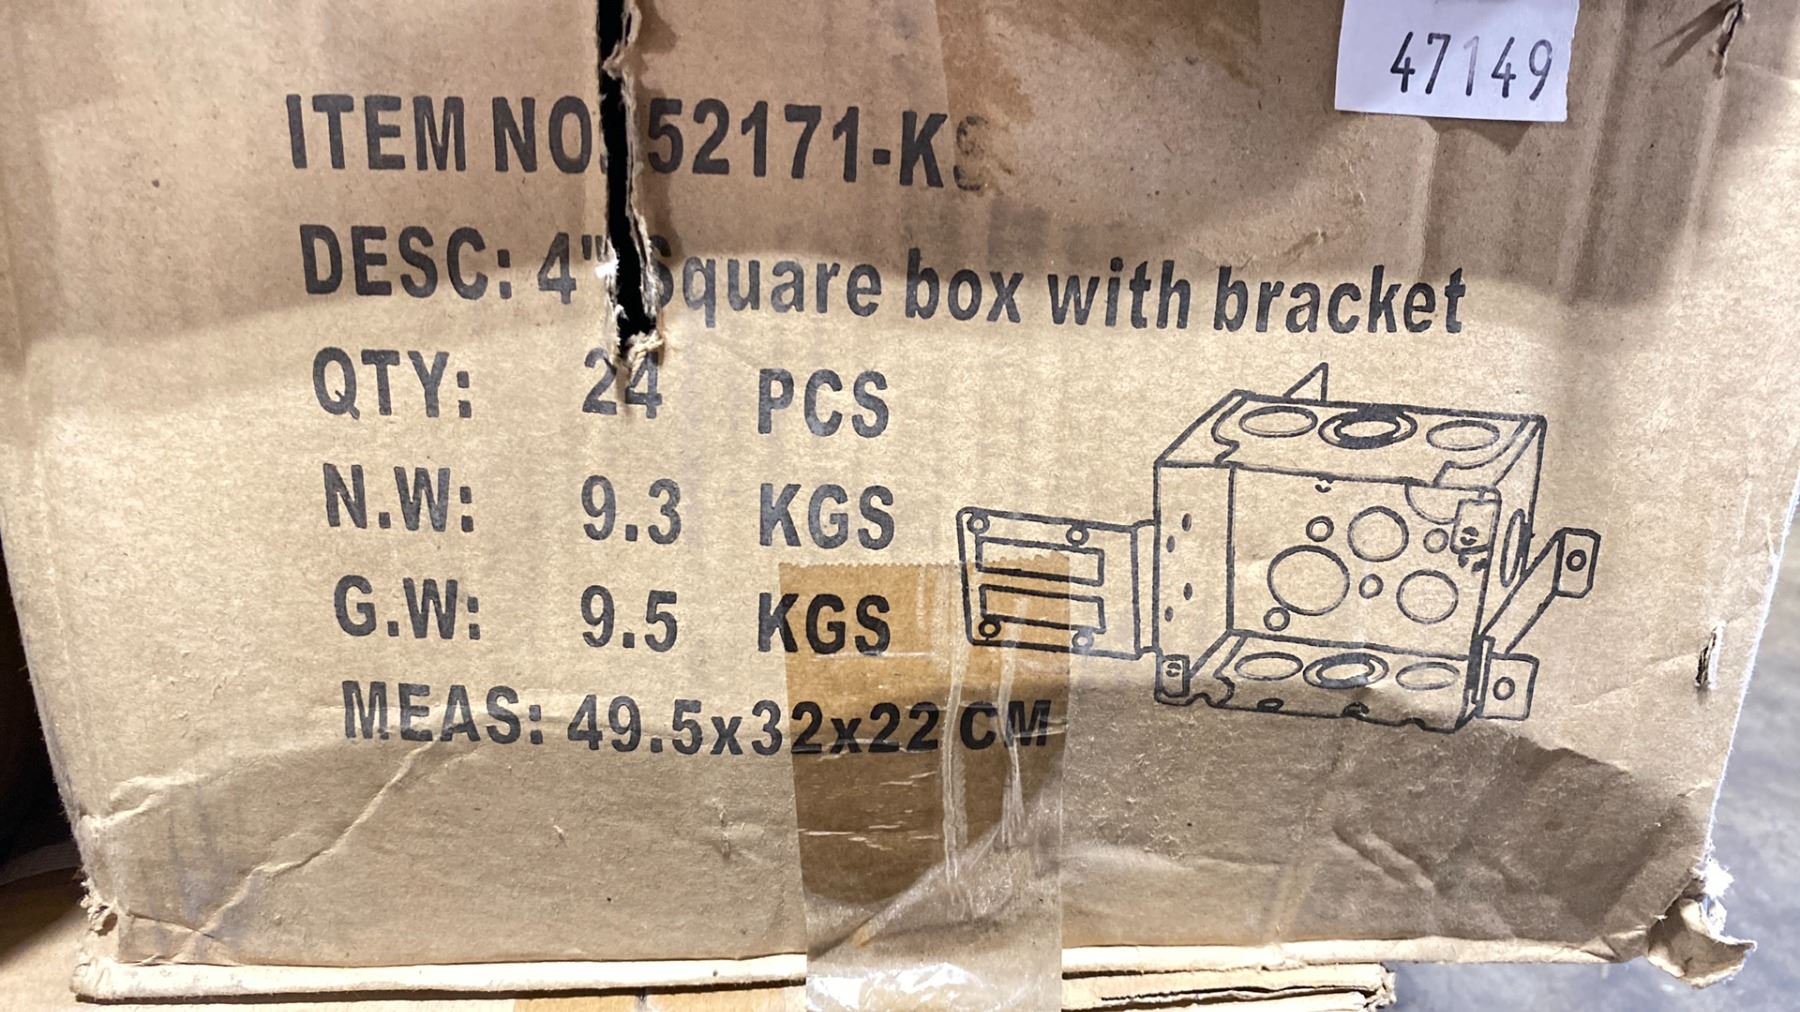 47149
ITEM NO. 52171-KS
DESC: 4" Square box with bracket
QTY: 24 PCS
N.W: 9.3 KGS
G.W: 9.5 KGS
MEAS: 49.5x32x22 CM